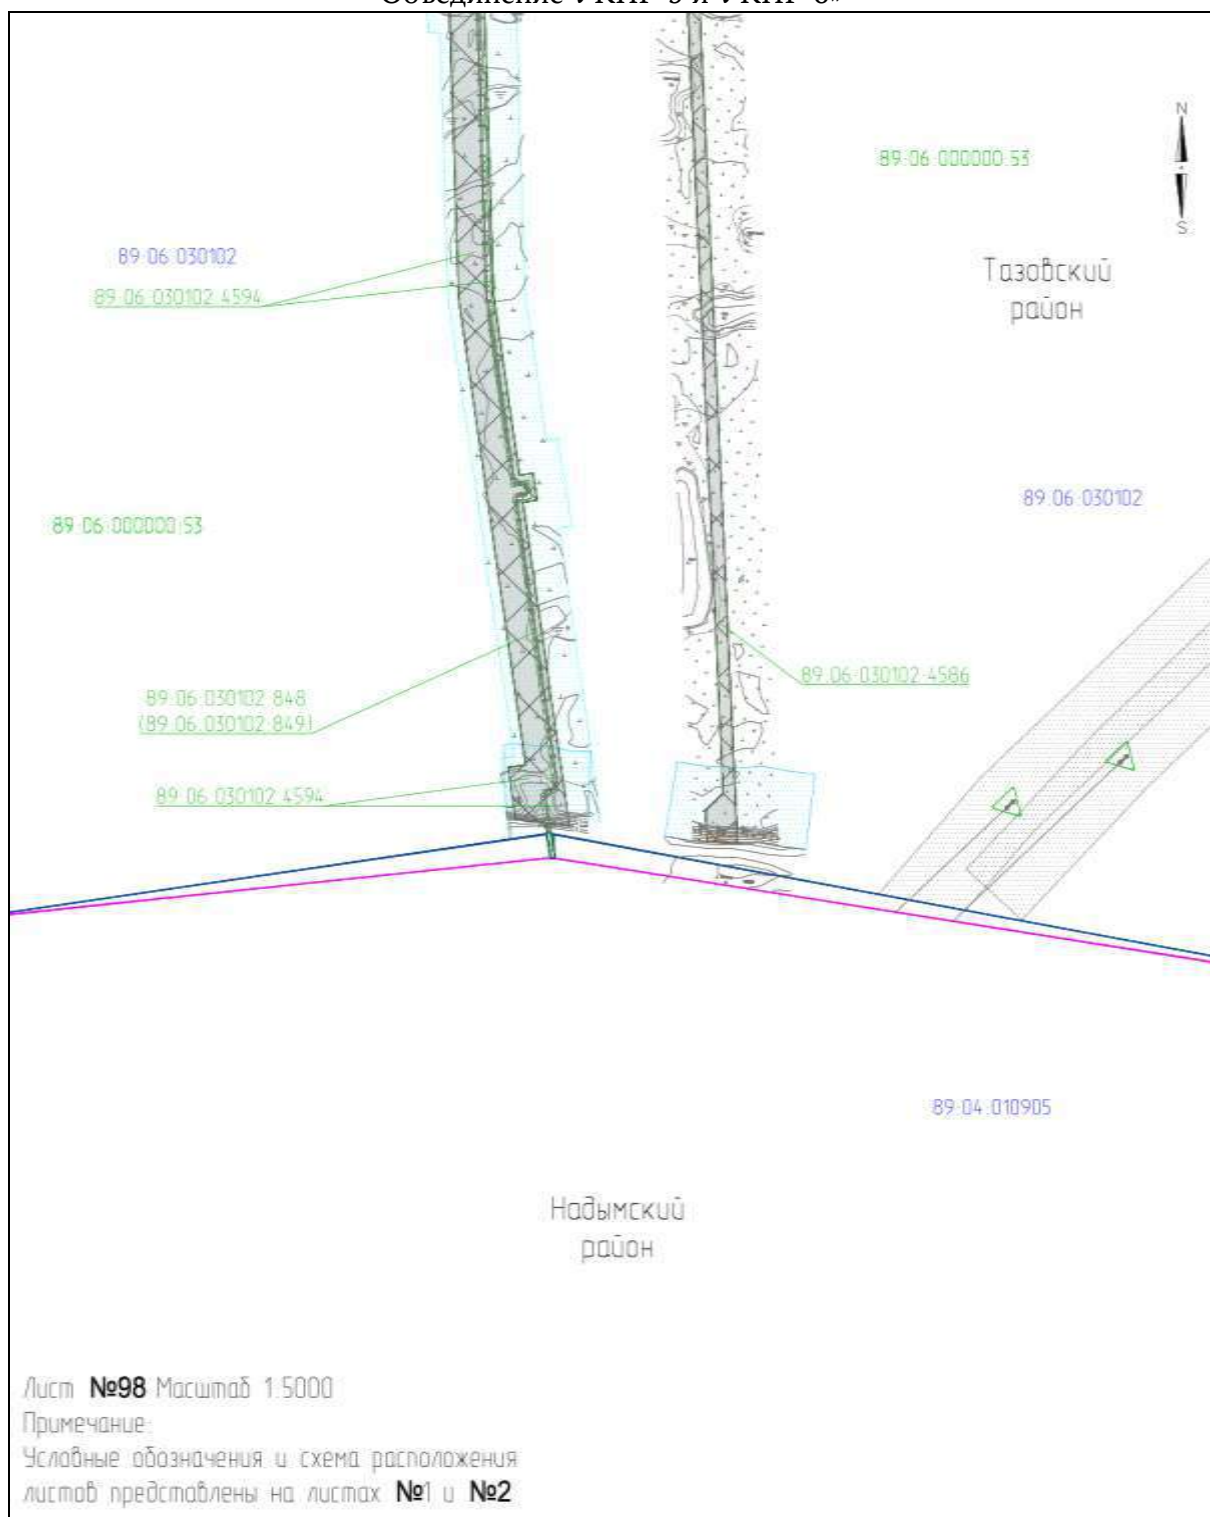 N
S
89:06:000000:53
89:06:030102
89:06:030102:4594
Тазовский
район
89:06:030102
89:06:000000:53
89:06:030102:848
(89:06:030102:849)
89:06:030102:4586
89:06:030102:4594
89:04:010905
Надымский
район
Лист №98 Масштаб 1:5000
Примечание:
Условные обозначения и схема расположения
листов представлены на листах №1 и №2